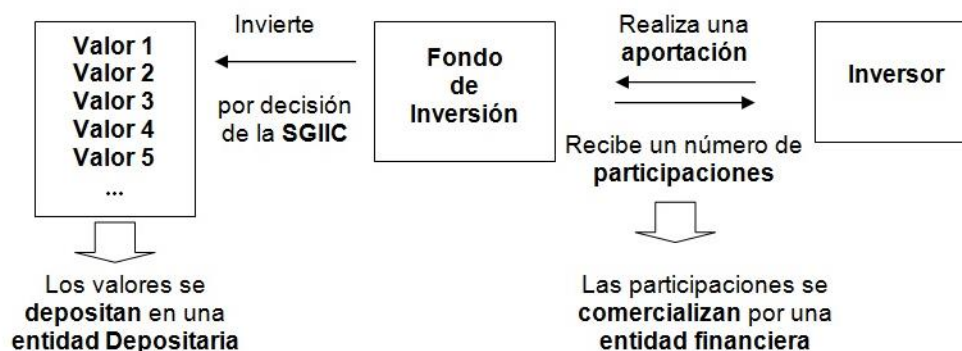 Valor 1
Valor 2
Valor 3
Valor 4
Valor 5
...
Invierte
por decisión
de la SGIIC
Fondo
de
Inversión
Realiza una
aportación
Recibe un número de
participaciones
Inversor
Los valores se
depositan en una
entidad Depositaria
Las participaciones se
comercializan por una
entidad financiera